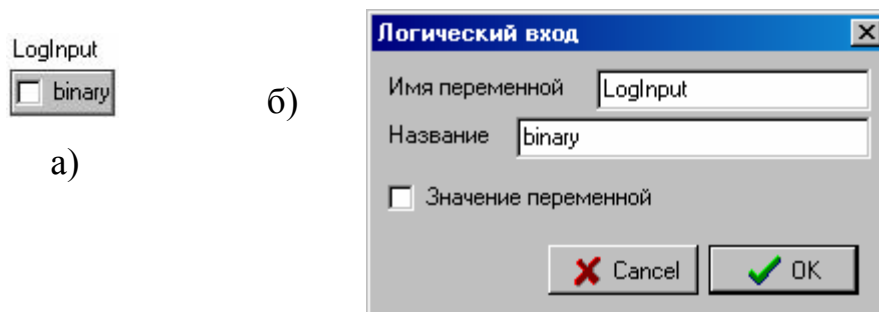 LogInput
binary
а)
б)
Логический вход
Имя переменной LogInput
Название binary
Значение переменной
Cancel OK